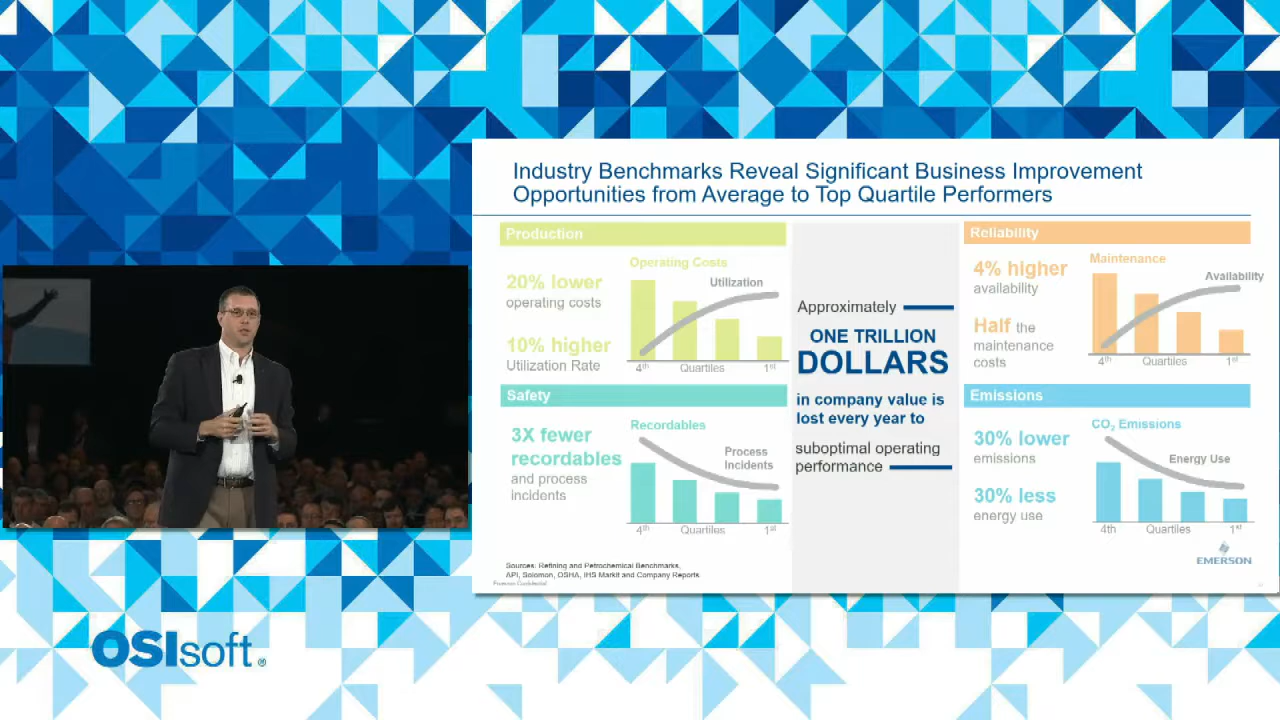 Industry Benchmarks Reveal Significant Business Improvement
Opportunities from Average to Top Quartile Performers
Production
20% lower
operating costs
10% higher
Utilization Rate
Operating Costs
Utilization
4th
Quartiles
1st
Safety
3X fewer
recordables
and process
incidents
Recordables
Process
Incidents
4th
Quartiles
1st
Approximately
ONE TRILLION
DOLLARS
in company value is
lost every year to
suboptimal operating
performance
Reliability
4% higher
availability
Half the
maintenance
costs
Maintenance
Availability
4th
Quartiles
1st
Emissions
30% lower
emissions
30% less
energy use
CO2 Emissions
Energy Use
4th
Quartiles
1st
Sources: Refining and Petrochemical Benchmarks,
API, Solomon, OSHA, IHS Markit and Company Reports
Emerson Confidential
EMERSON
OSIsoft®